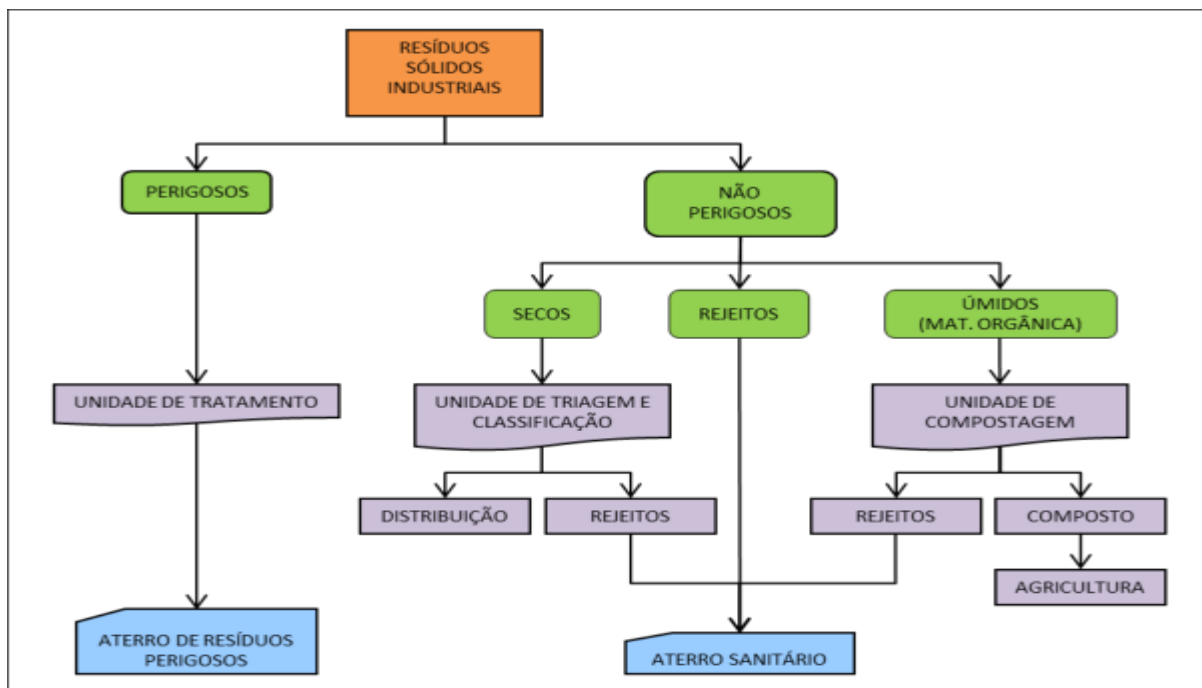 RESÍDUOS
SÓLIDOS
INDUSTRIAIS
PERIGOSOS
NÃO
PERIGOSOS
SECOS
REJEITOS
ÚMIDOS
(MAT. ORGÂNICA)
UNIDADE DE TRATAMENTO
UNIDADE DE TRIAGEM E
CLASSIFICAÇÃO
UNIDADE DE
COMPOSTAGEM
DISTRIBUIÇÃO
REJEITOS
REJEITOS
COMPOSTO
AGRICULTURA
ATERRO DE RESÍDUOS
PERIGOSOS
ATERRO SANITÁRIO